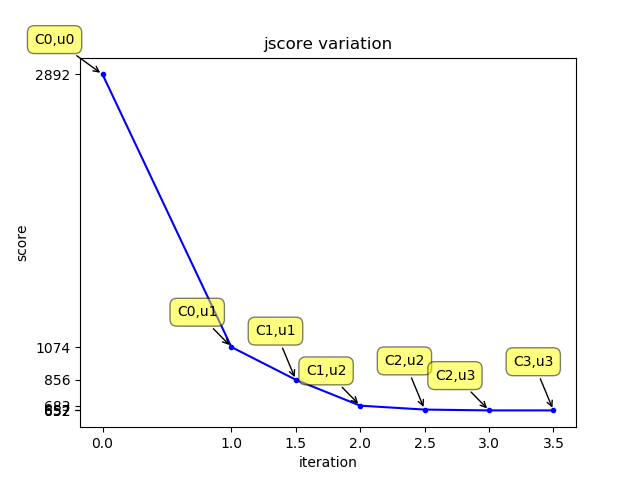 jscore variation
C0,u0
2892
C0,u1
C1,u1
C1,u2
C2,u2
C2,u3
C3,u3
score
1074
856
652
0.0 1.0 1.5 2.0 2.5 3.0 3.5
iteration